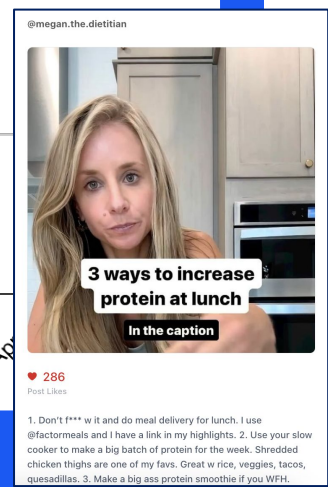 @megan.the.dietitian
3 ways to increase
protein at lunch
In the caption
286
Post Likes
1. Don't f*** w it and do meal delivery for lunch. I use
@factormeals and I have a link in my highlights. 2. Use your slow
cooker to make a big batch of protein for the week. Shredded
chicken thighs are one of my favs. Great w rice, veggies, tacos,
quesadillas. 3. Make a big ass protein smoothie if you WFH.